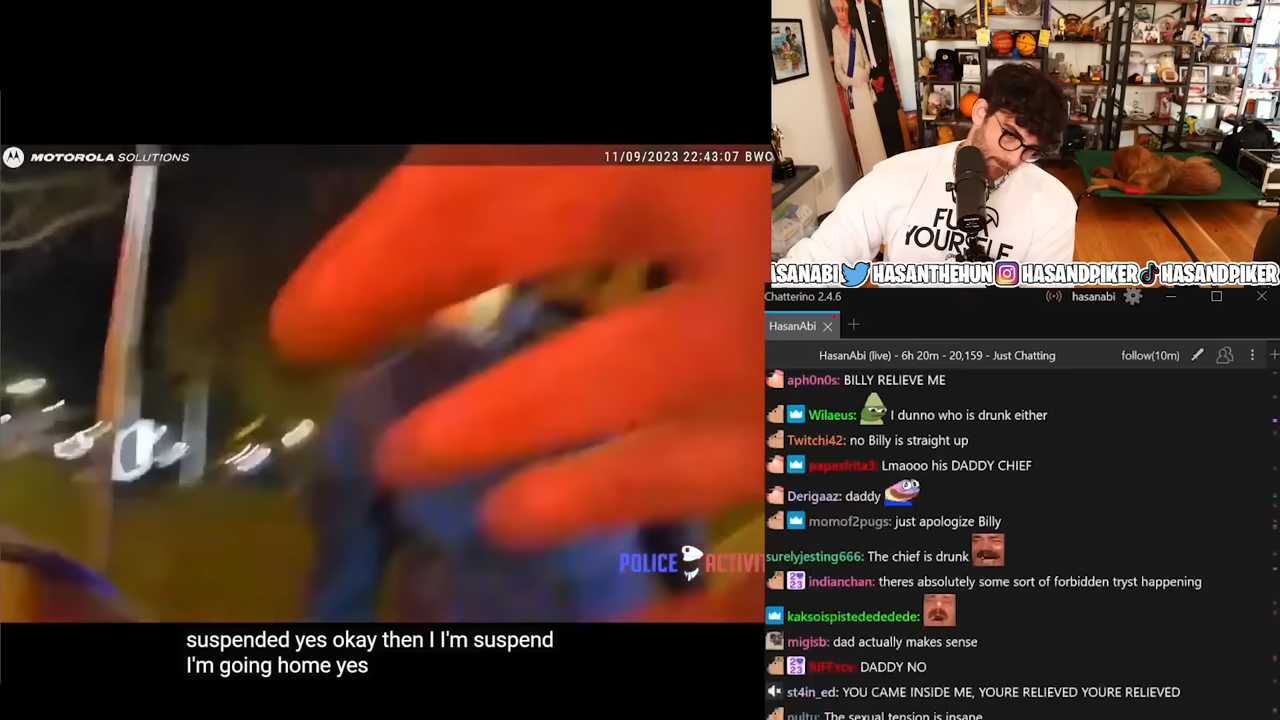 MOTOROLA SOLUTIONS
11/09/2023 22:43:07 BWC
POLICE ACTIVI
suspended yes okay then I I'm suspend
I'm going home yes
YOURSELF
ASANABI HASANTHEHUN HASANDPIKER HASANDPIKER
Chatterino 2.4.6
hasanabi
HasanAbi
HasanAbi (live) - 6h 20m - 20,159 - Just Chatting
follow(10m)
aph0n0s: BILLY RELIEVE ME
Wilaeus: I dunno who is drunk either
Twitchi42: no Billy is straight up
papasfrita3: Lmaooo his DADDY CHIEF
Derigaaz: daddy
momof2pugs: just apologize Billy
surelyjesting666: The chief is drunk
indianchan: theres absolutely some sort of forbidden tryst happening
kaksoispistedededede:
migisb: dad actually makes sense
DADDY NO
st4in_ed: YOU CAME INSIDE ME, YOURE RELIEVED YOURE RELIEVED
The sexual tension is insane